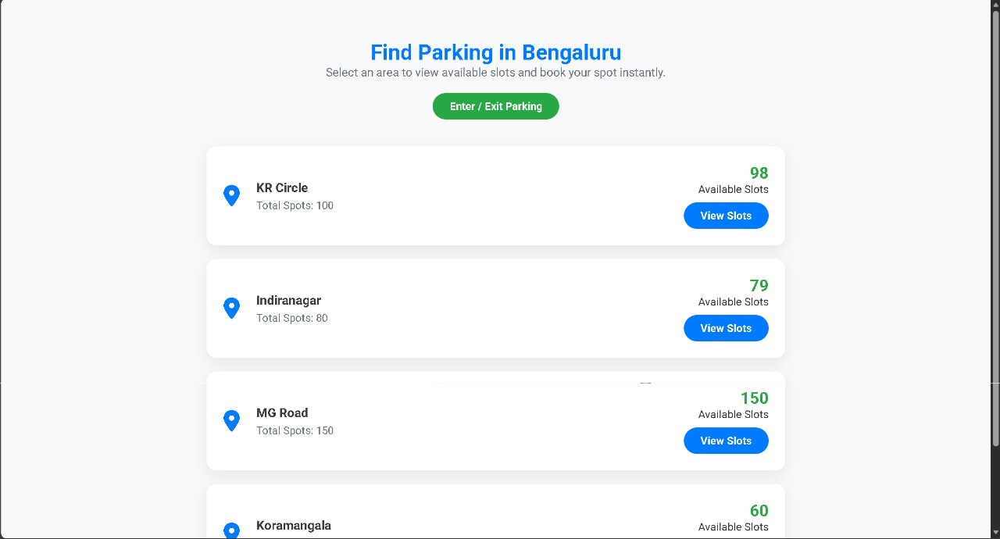 Find Parking in Bengaluru
Select an area to view available slots and book your spot instantly.
Enter / Exit Parking
KR Circle
Total Spots: 100
98
Available Slots
View Slots
Indiranagar
Total Spots: 80
79
Available Slots
View Slots
MG Road
Total Spots: 150
150
Available Slots
View Slots
Koramangala
60
Available Slots